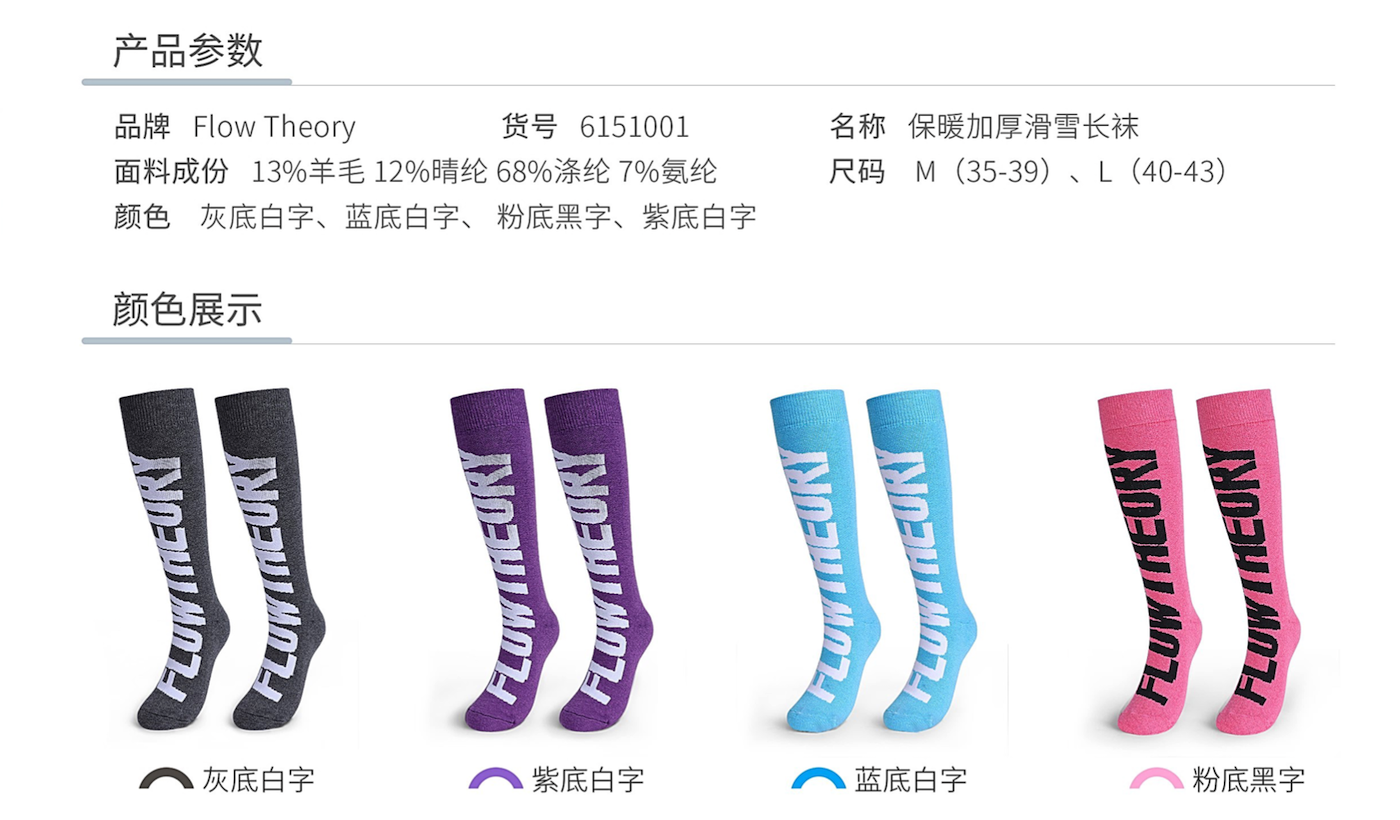 产品参数
品牌 Flow Theory 货号 6151001 名称 保暖加厚滑雪长袜
面料成份 13%羊毛 12%晴纶 68%涤纶 7%氨纶 尺码 M（35-39）、L（40-43）
颜色 灰底白字、蓝底白字、 粉底黑字、紫底白字
颜色展示
FLOWTHEORY FLOWTHEORY FLOWTHEORY FLOWTHEORY FLOWTHEORY FLOWTHEORY FLOWTHEORY FLOWTHEORY
灰底白字 紫底白字 蓝底白字 粉底黑字